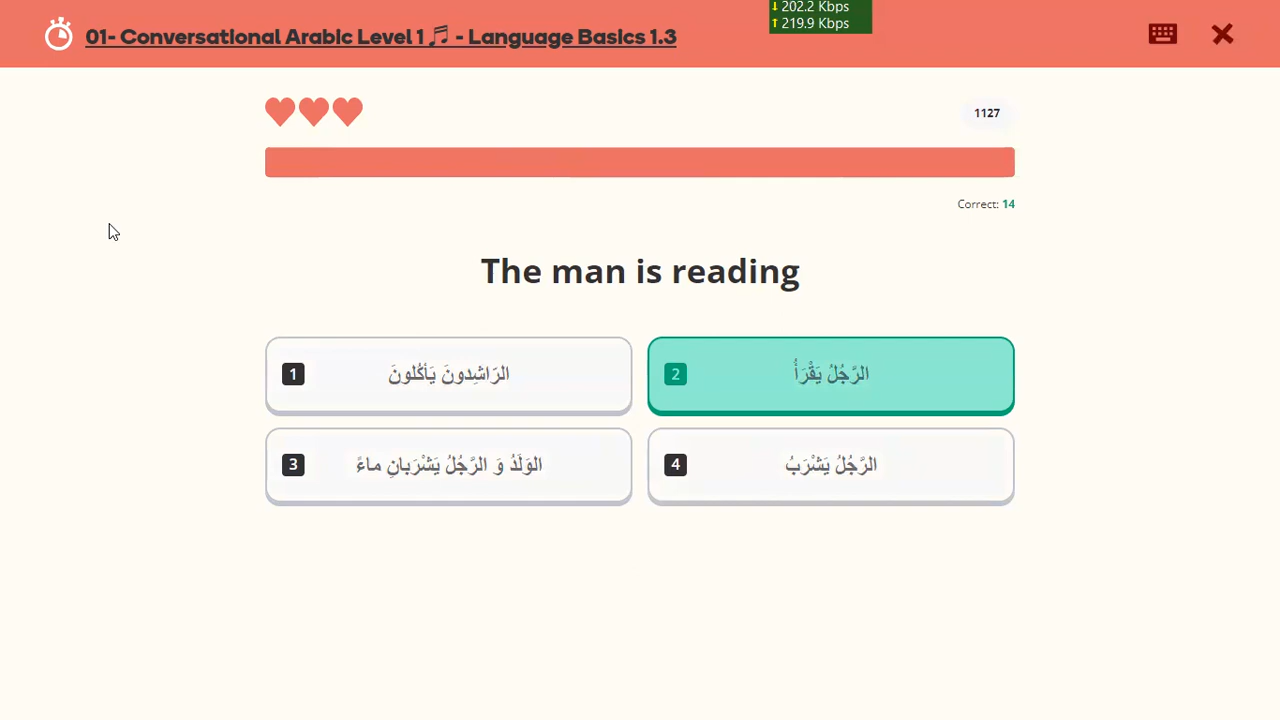 ↓ 202.2 Kbps
↑ 219.9 Kbps
01- Conversational Arabic Level 1 🎵 - Language Basics 1.3
1127
Correct: 14
The man is reading
1 الرَاشِدونَ يَأكُلونَ
2 الرَّجُلُ يَقْرَأُ
3 الوَلَدُ وَ الرَّجُلُ يَشْرَبانِ ماءً
4 الرَّجُلُ يَشْرَبُ